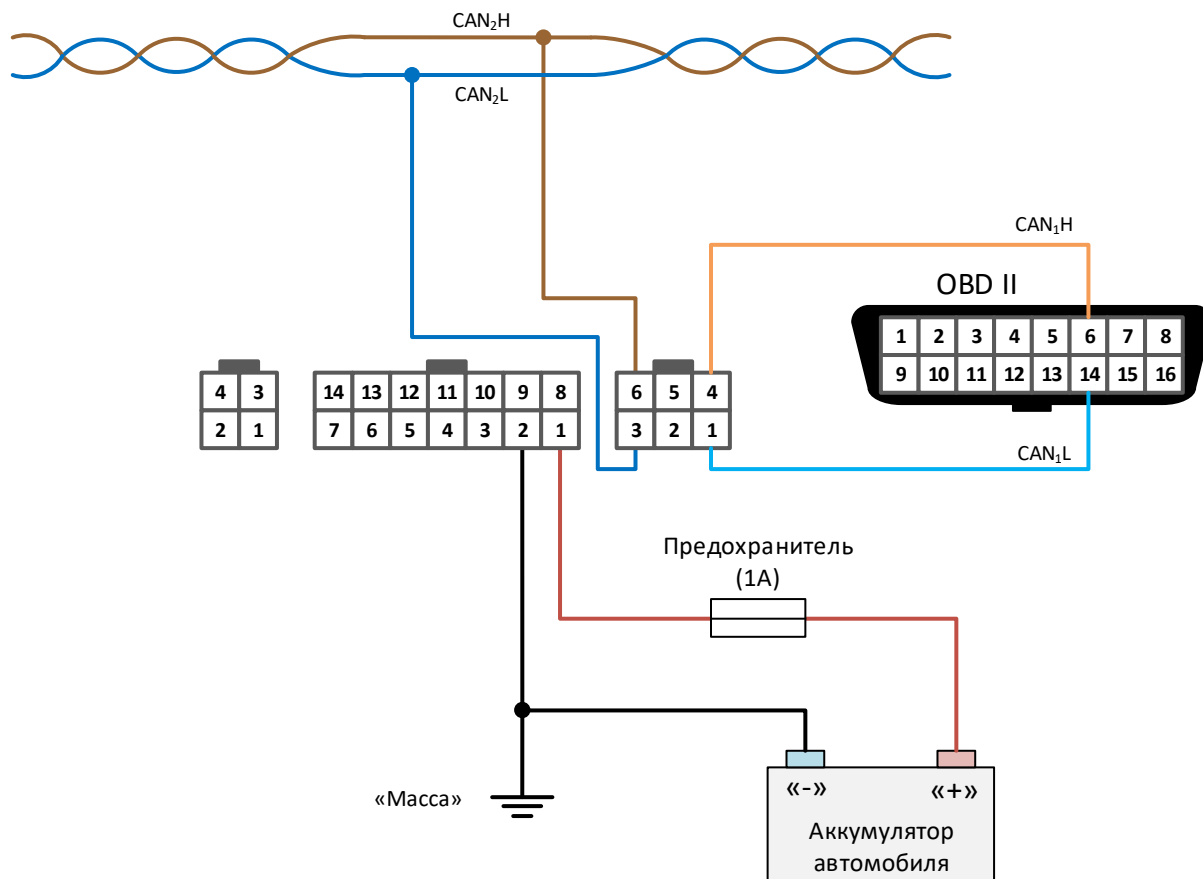 CAN₂H
CAN₂L
CAN₁H
OBD II
1 2 3 4 5 6 7 8
9 10 11 12 13 14 15 16
4 3
2 1
14 13 12 11 10 9 8
7 6 5 4 3 2 1
6 5 4
3 2 1
CAN₁L
Предохранитель
(1А)
«Масса»
«-» «+»
Аккумулятор
автомобиля